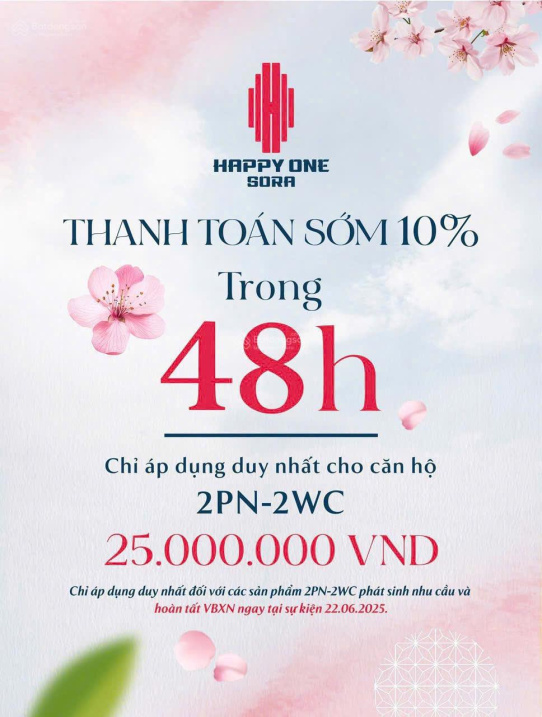 HAPPY ONE
SORA
THANH TOÁN SỚM 10%
Trong
48h
Chỉ áp dụng duy nhất cho căn hộ
2PN-2WC
25.000.000 VND
Chỉ áp dụng duy nhất đối với các sản phẩm 2PN-2WC phát sinh nhu cầu và
hoàn tất VBXN ngay tại sự kiện 22.06.2025.